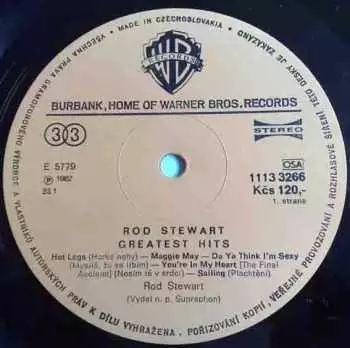 MADE IN CZECHOSLOVAKIA
VŠECHNA PRÁVA GRAMOFONOVÉHO VÝROBCE A VLASTNÍKŮ AUTORSKÝCH PRÁV K DÍLU VYHRAŽENA. POŘIZOVÁNÍ KOPIÍ, VEŘEJNÉ PROVOZOVÁNÍ A ROZHLASOVÉ ŠÍŘENÍ TÉTO DESKY JE ZAKÁZÁNO
WB
RECORDS
BURBANK, HOME OF WARNER BROS. RECORDS
33
STEREO
E 5779
℗ 1982
OSA
1113 3266
Kčs 120,-
1. strana
ROD STEWART
GREATEST HITS
Hot Legs (Horké nohy) — Maggie May — Da Ya Think I'm Sexy
(Myslíš, že se líbím) — You're In My Heart [The Final
Acclaim] (Nosím tě v srdci) — Sailing (Plachtění)
Rod Stewart
(Vydal n. p. Supraphon)